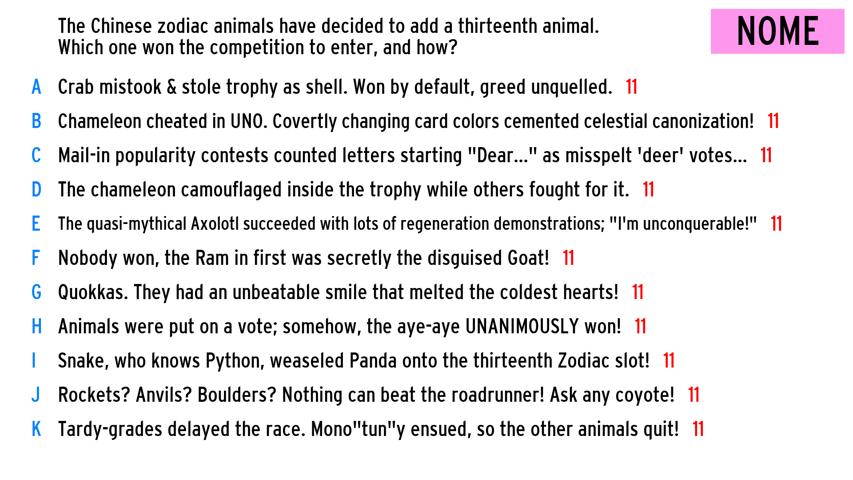 The Chinese zodiac animals have decided to add a thirteenth animal.
Which one won the competition to enter, and how?
NOME
A Crab mistook & stole trophy as shell. Won by default, greed unquelled. 11
B Chameleon cheated in UNO. Covertly changing card colors cemented celestial canonization! 11
C Mail-in popularity contests counted letters starting "Dear..." as misspelt 'deer' votes... 11
D The chameleon camouflaged inside the trophy while others fought for it. 11
E The quasi-mythical Axolotl succeeded with lots of regeneration demonstrations; "I'm unconquerable!" 11
F Nobody won, the Ram in first was secretly the disguised Goat! 11
G Quokkas. They had an unbeatable smile that melted the coldest hearts! 11
H Animals were put on a vote; somehow, the aye-aye UNANIMOUSLY won! 11
I Snake, who knows Python, weaseled Panda onto the thirteenth Zodiac slot! 11
J Rockets? Anvils? Boulders? Nothing can beat the roadrunner! Ask any coyote! 11
K Tardy-grades delayed the race. Mono"tun"y ensued, so the other animals quit! 11